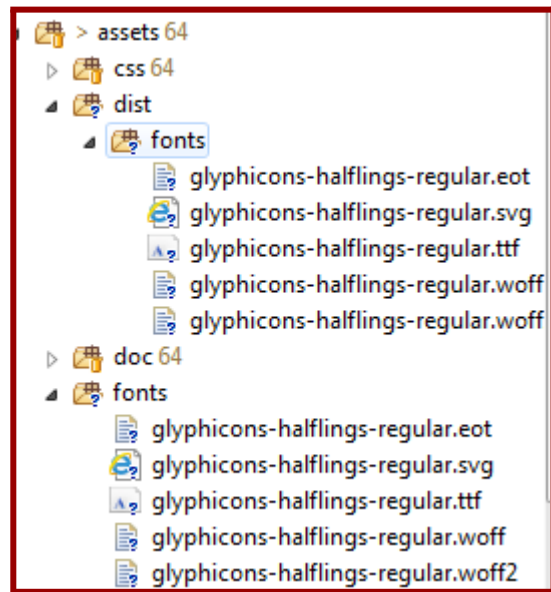 > assets 64
css 64
dist
fonts
glyphicons-halflings-regular.eot
glyphicons-halflings-regular.svg
glyphicons-halflings-regular.ttf
glyphicons-halflings-regular.woff
glyphicons-halflings-regular.woff
doc 64
fonts
glyphicons-halflings-regular.eot
glyphicons-halflings-regular.svg
glyphicons-halflings-regular.ttf
glyphicons-halflings-regular.woff
glyphicons-halflings-regular.woff2